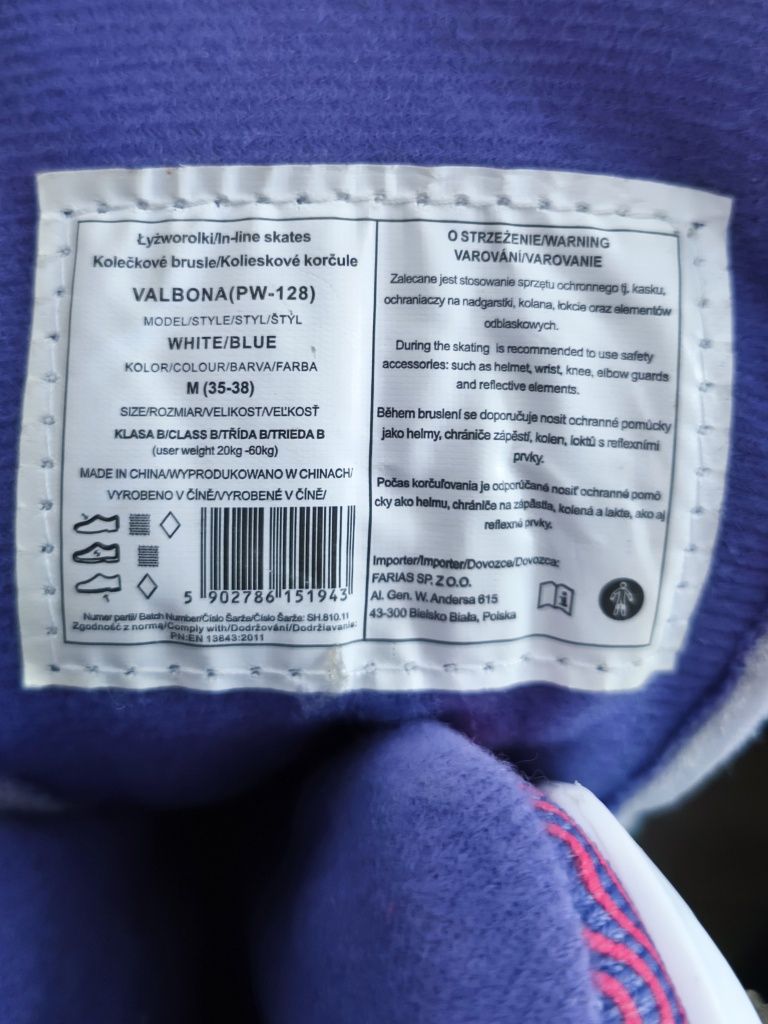 Łyżworolki/In-line skates
Kolečkové brusle/Kolieskové korčule
VALBONA(PW-128)
MODEL/STYLE/STYL/ŠTÝL
WHITE/BLUE
KOLOR/COLOUR/BARVA/FARBA
M (35-38)
SIZE/ROZMIAR/VELIKOST/VEĽKOSŤ
KLASA B/CLASS B/TŘÍDA B/TRIEDA B
(user weight 20kg -60kg)
MADE IN CHINA/WYPRODUKOWANO W CHINACH/
VYROBENO V ČÍNĚ/VYROBENÉ V ČÍNĚ/
5 902786 151943
Numer partii/ Batch Number/Číslo Šarže/Číslo Šarže: SH.810.11
Zgodność z normą/Comply with/Dodržování/Dodržiavanie:
PN:EN 13843:2011
O STRZEŻENIE/WARNING
VAROVÁNÍ/VAROVANIE
Zalecane jest stosowanie sprzętu ochronnego tj. kasku,
ochraniaczy na nadgarstki, kolana, łokcie oraz elementów
odblaskowych.
During the skating is recommended to use safety
accessories: such as helmet, wrist, knee, elbow guards
and reflective elements.
Během bruslení se doporučuje nosit ochranné pomůcky
jako helmy, chrániče zápěstí, kolen, loktů s reflexními
prvky.
Počas korčuľovania je odporúčané nosiť ochranné pomô
cky ako helmu, chrániče na zápästia, kolená a lakte, ako aj
reflexné prvky.
Importer/Importer/Dovozce/Dovozca:
FARIAS SP. Z O.O.
Al. Gen. W. Andersa 615
43-300 Bielsko Biała, Polska